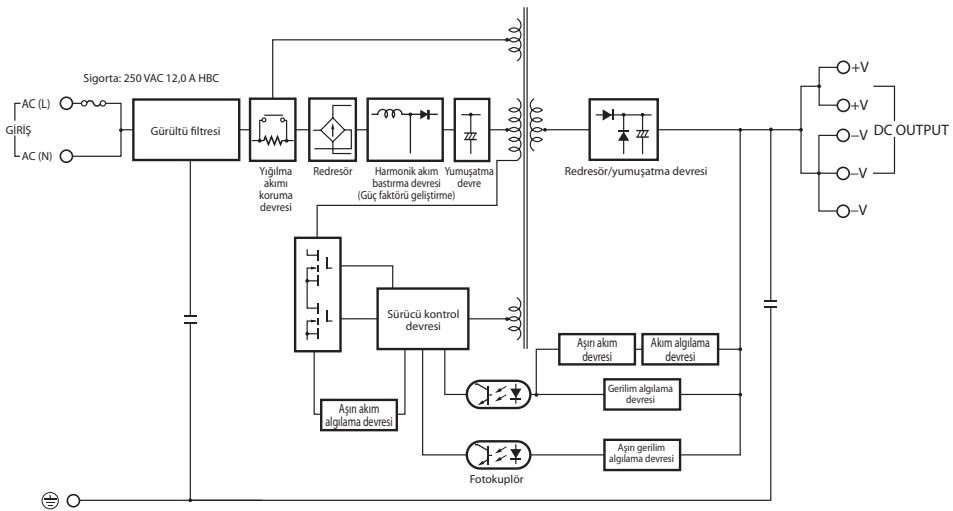 Sigorta: 250 VAC 12,0 A HBC
AC (L)
GİRİŞ
AC (N)
Gürültü filtresi
Yığılma
akımı
koruma
devresi
Redresör
Harmonik akım
bastırma devresi
(Güç faktörü geliştirme)
Yumuşatma
devre
Redresör/yumuşatma devresi
+V
+V
–V
–V
–V
DC OUTPUT
Sürücü kontrol
devresi
Aşırı akım
algılama devresi
Aşırı akım
devresi
Akım algılama
devresi
Gerilim algılama
devresi
Aşırı gerilim
algılama devresi
Fotokuplör